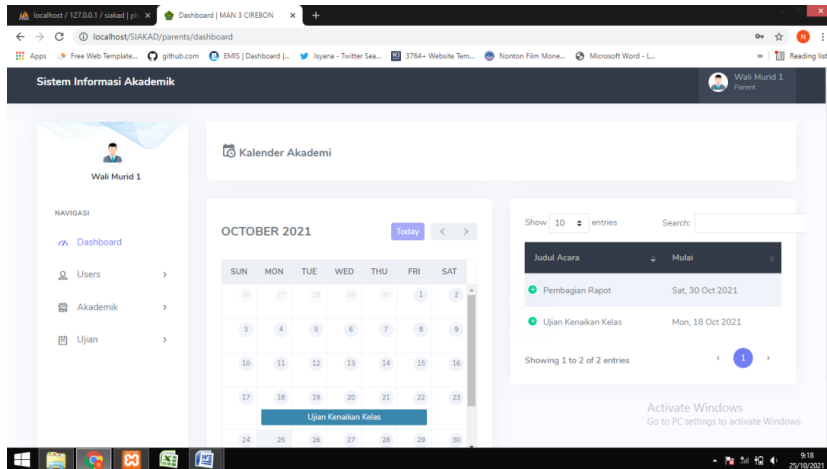 localhost / 127.0.0.1 / siakad | ph
Dashboard | MAN 3 CIREBON
localhost/SIAKAD/parents/dashboard
Apps
Free Web Template...
github.com
EMIS | Dashboard |...
Isyana - Twitter Sea...
3764+ Website Tem...
Nonton Film Mone...
Microsoft Word - L...
Reading list
Sistem Informasi Akademik
Wali Murid 1
Parent
Wali Murid 1
NAVIGASI
Dashboard
Users
Akademik
Ujian
Kalender Akademi
OCTOBER 2021
Today
SUN MON TUE WED THU FRI SAT
26 27 28 29 30 1 2
3 4 5 6 7 8 9
10 11 12 13 14 15 16
17 18 19 20 21 22 23
Ujian Kenaikan Kelas
24 25 26 27 28 29 30
Show 10 entries
Search:
Judul Acara Mulai
Pembagian Rapot Sat, 30 Oct 2021
Ujian Kenaikan Kelas Mon, 18 Oct 2021
Showing 1 to 2 of 2 entries
1
Activate Windows
Go to PC settings to activate Windows.
9:18
25/10/2021